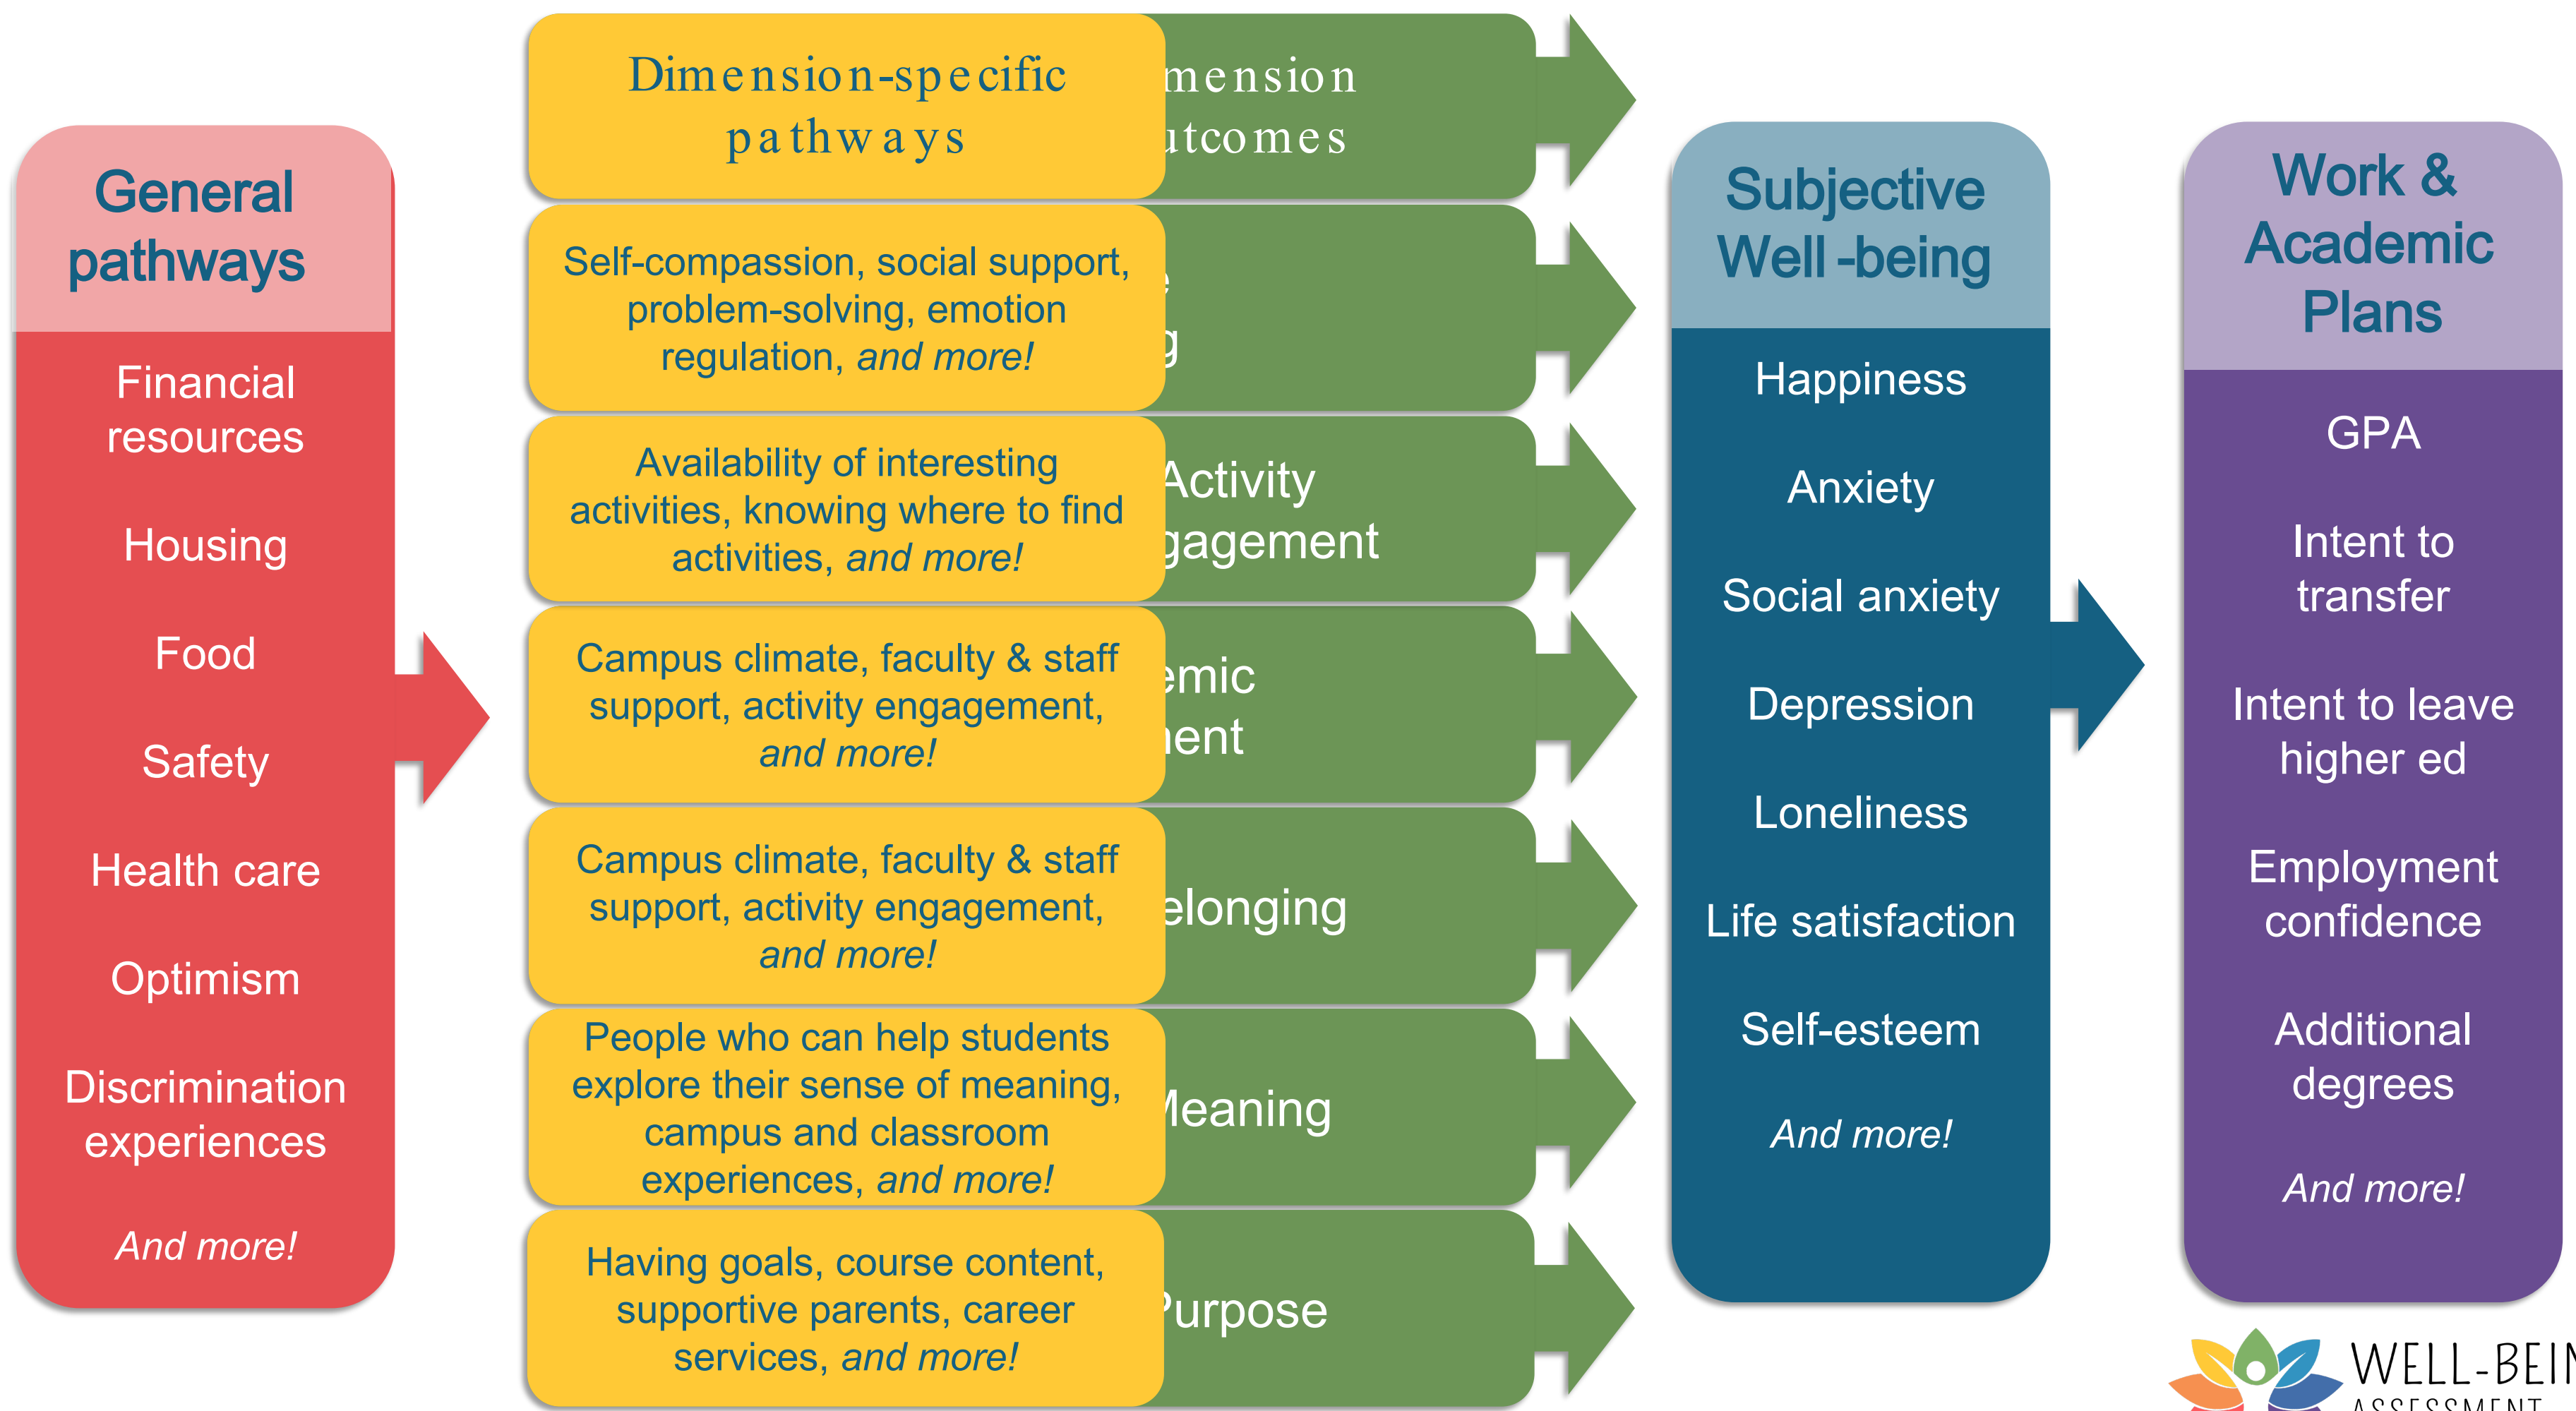 General
pathways
Financial
resources
Housing
Food
Safety
Health care
Optimism
Discrimination
experiences
And more!
Dimension-specific
pathways
mension
utcomes
Self-compassion, social support,
problem-solving, emotion
regulation, and more!
Availability of interesting
activities, knowing where to find
activities, and more!
Activity
gagement
Campus climate, faculty & staff
support, activity engagement,
and more!
emic
ent
Campus climate, faculty & staff
support, activity engagement,
and more!
elonging
People who can help students
explore their sense of meaning,
campus and classroom
experiences, and more!
Meaning
Having goals, course content,
supportive parents, career
services, and more!
Purpose
Subjective
Well -being
Happiness
Anxiety
Social anxiety
Depression
Loneliness
Life satisfaction
Self-esteem
And more!
Work &
Academic
Plans
GPA
Intent to
transfer
Intent to leave
higher ed
Employment
confidence
Additional
degrees
And more!
WELL-BEIN
ASSESSMENT